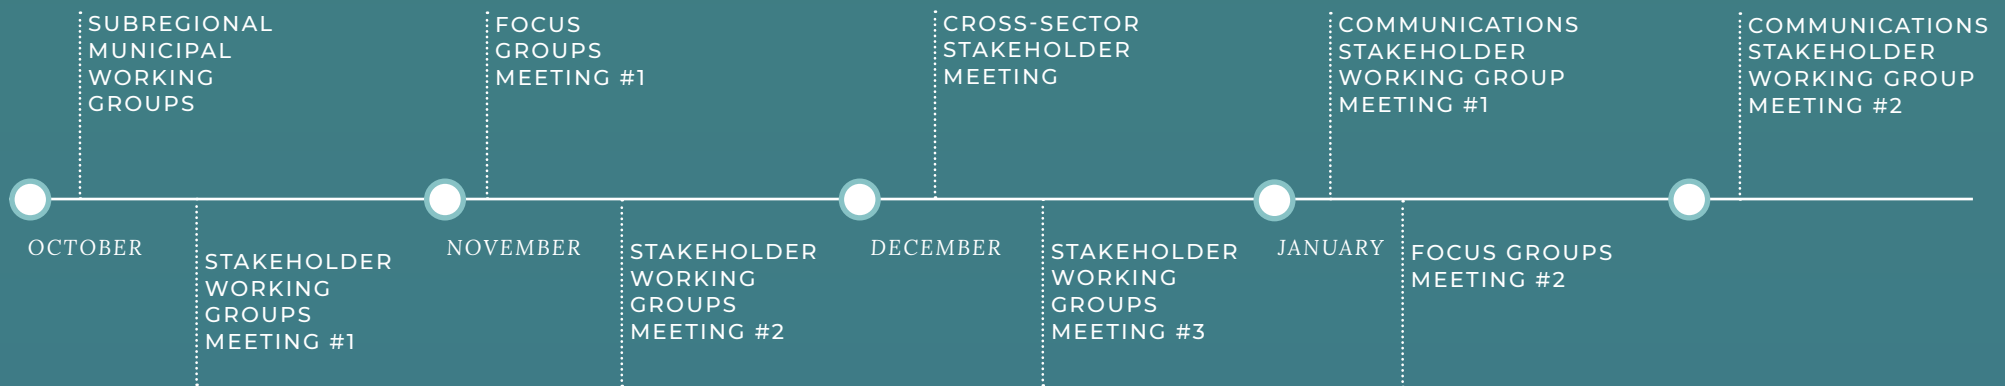 SUBREGIONAL
MUNICIPAL
WORKING
GROUPS
FOCUS
GROUPS
MEETING #1
CROSS-SECTOR
STAKEHOLDER
MEETING
COMMUNICATIONS
STAKEHOLDER
WORKING GROUP
MEETING #1
COMMUNICATIONS
STAKEHOLDER
WORKING GROUP
MEETING #2
OCTOBER
STAKEHOLDER
WORKING
GROUPS
MEETING #1
NOVEMBER
STAKEHOLDER
WORKING
GROUPS
MEETING #2
DECEMBER
STAKEHOLDER
WORKING
GROUPS
MEETING #3
JANUARY
FOCUS GROUPS
MEETING #2